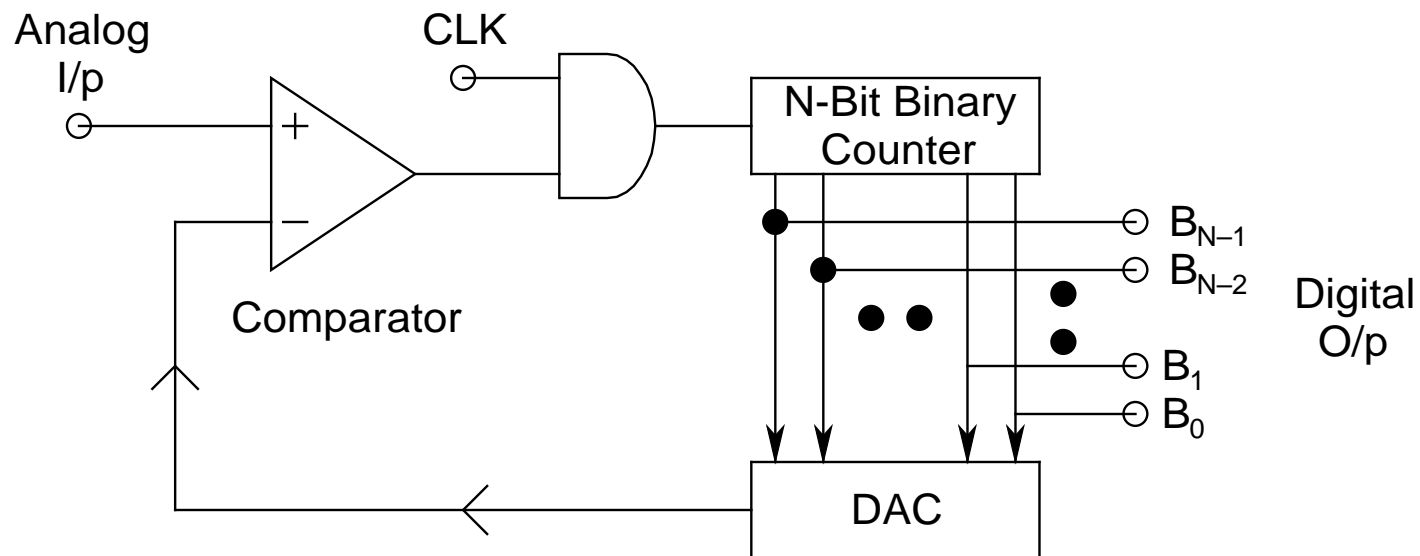 Analog
I/p
CLK
N-Bit Binary
Counter
+
−
Comparator
B_{N–1}
B_{N–2}
Digital
O/p
B_1
B_0
DAC